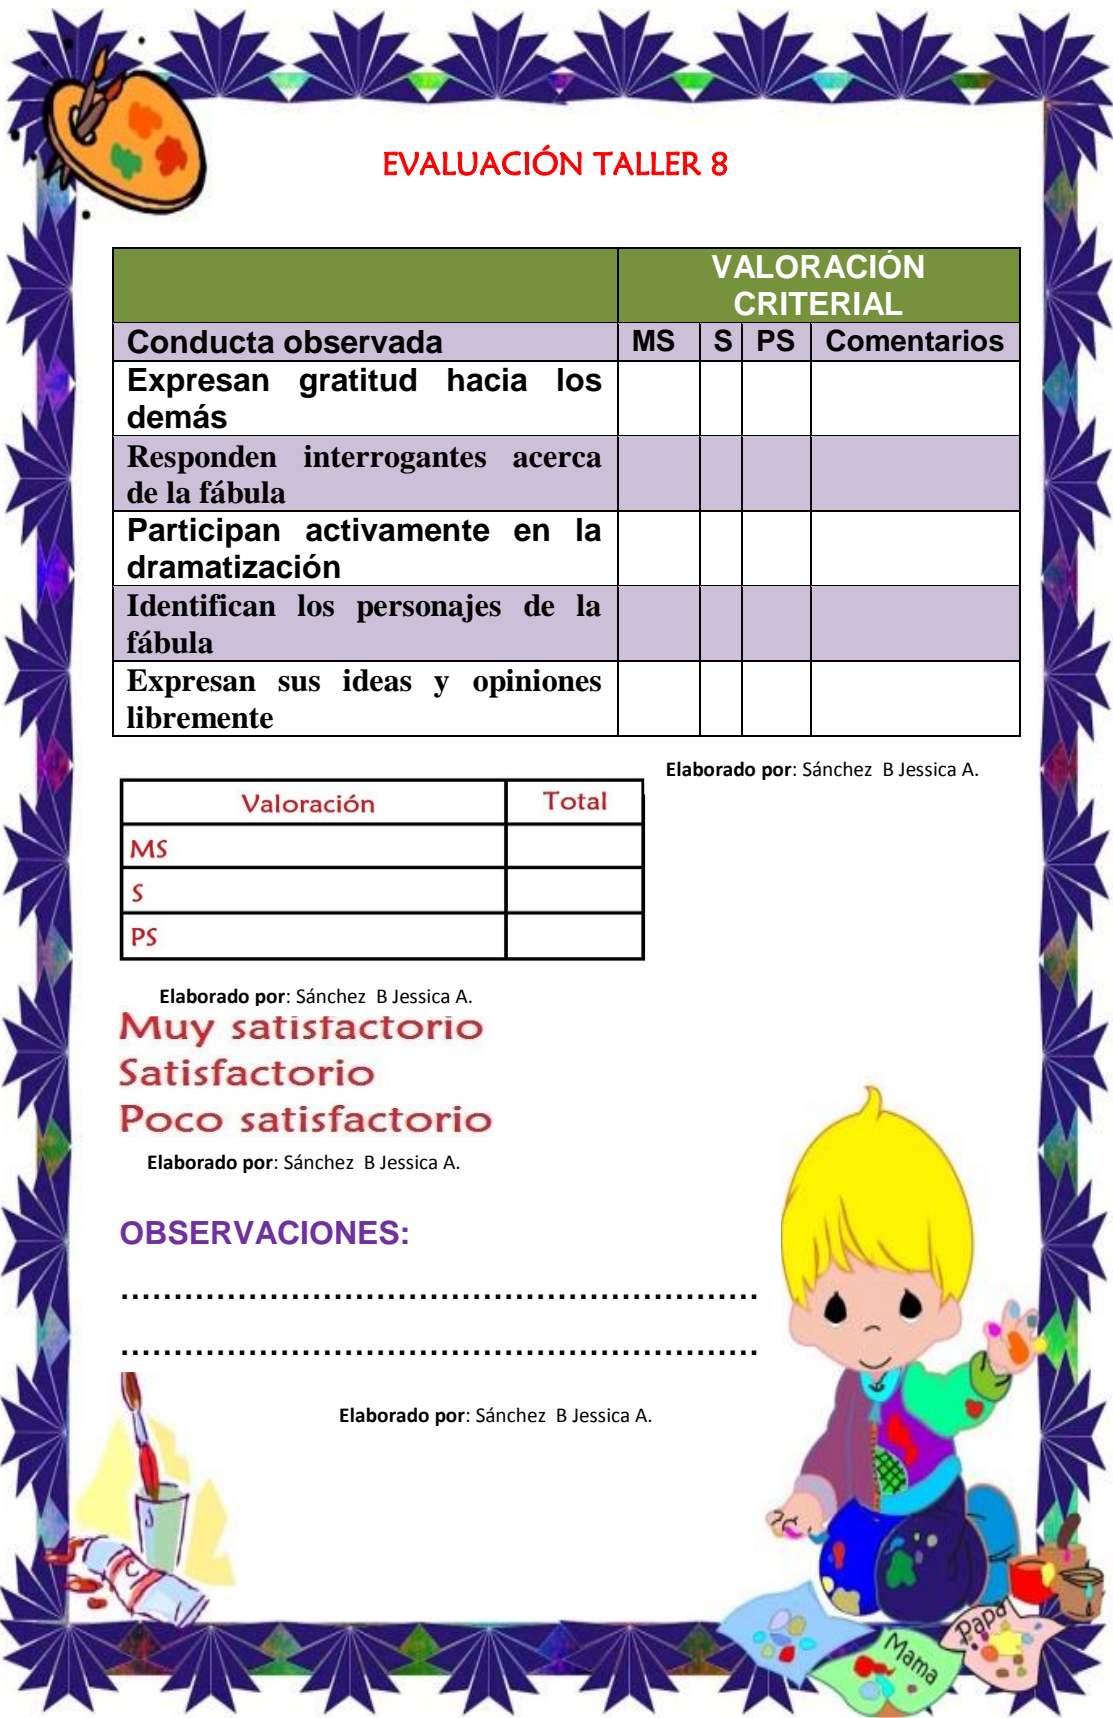 EVALUACIÓN TALLER 8
VALORACIÓN
CRITERIAL
Conducta observada MS S PS Comentarios
Expresan gratitud hacia los
demás
Responden interrogantes acerca
de la fábula
Participan activamente en la
dramatización
Identifican los personajes de la
fábula
Expresan sus ideas y opiniones
libremente
Elaborado por: Sánchez B Jessica A.
Valoración Total
MS
S
PS
Elaborado por: Sánchez B Jessica A.
Muy satisfactorio
Satisfactorio
Poco satisfactorio
Elaborado por: Sánchez B Jessica A.
OBSERVACIONES:
............................................................
............................................................
Elaborado por: Sánchez B Jessica A.
Papa
Mama